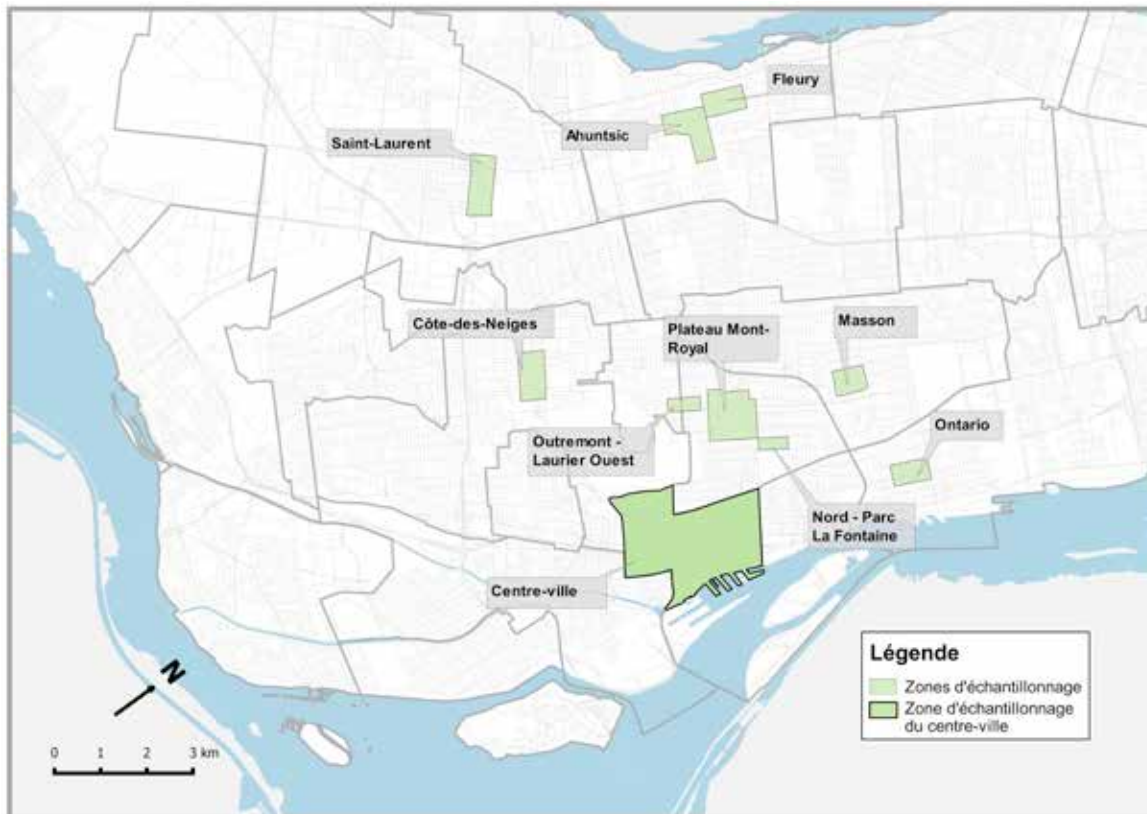 Fleury
Ahuntsic
Saint-Laurent
Côte-des-Neiges
Plateau Mont-
Royal
Masson
Outremont -
Laurier Ouest
Ontario
Nord - Parc
La Fontaine
Centre-ville
N
0 1 2 3 km
Légende
Zones d'échantillonnage
Zone d'échantillonnage
du centre-ville